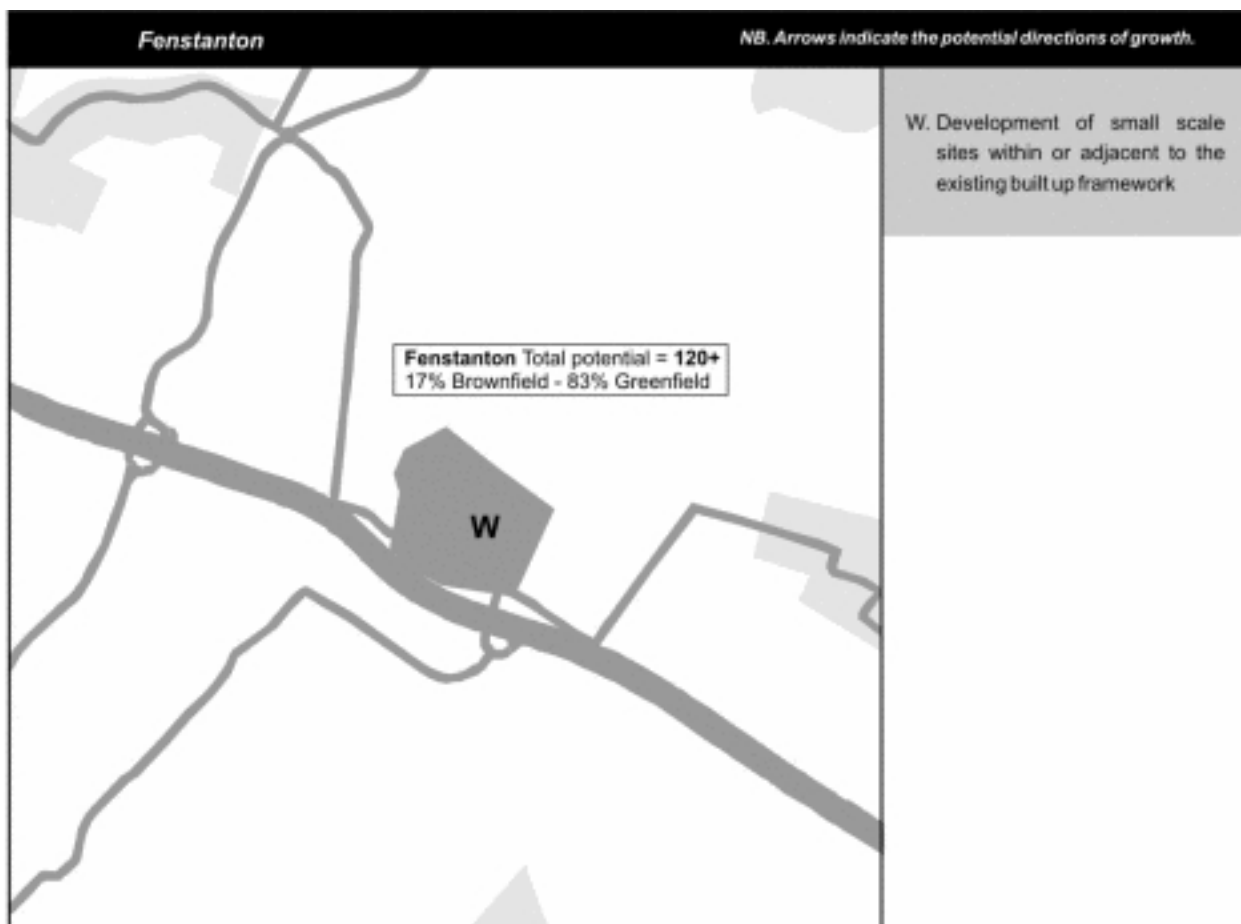 Fenstanton
NB. Arrows indicate the potential directions of growth.
W. Development of small scale
sites within or adjacent to the
existing built up framework
Fenstanton Total potential = 120+
17% Brownfield - 83% Greenfield
W